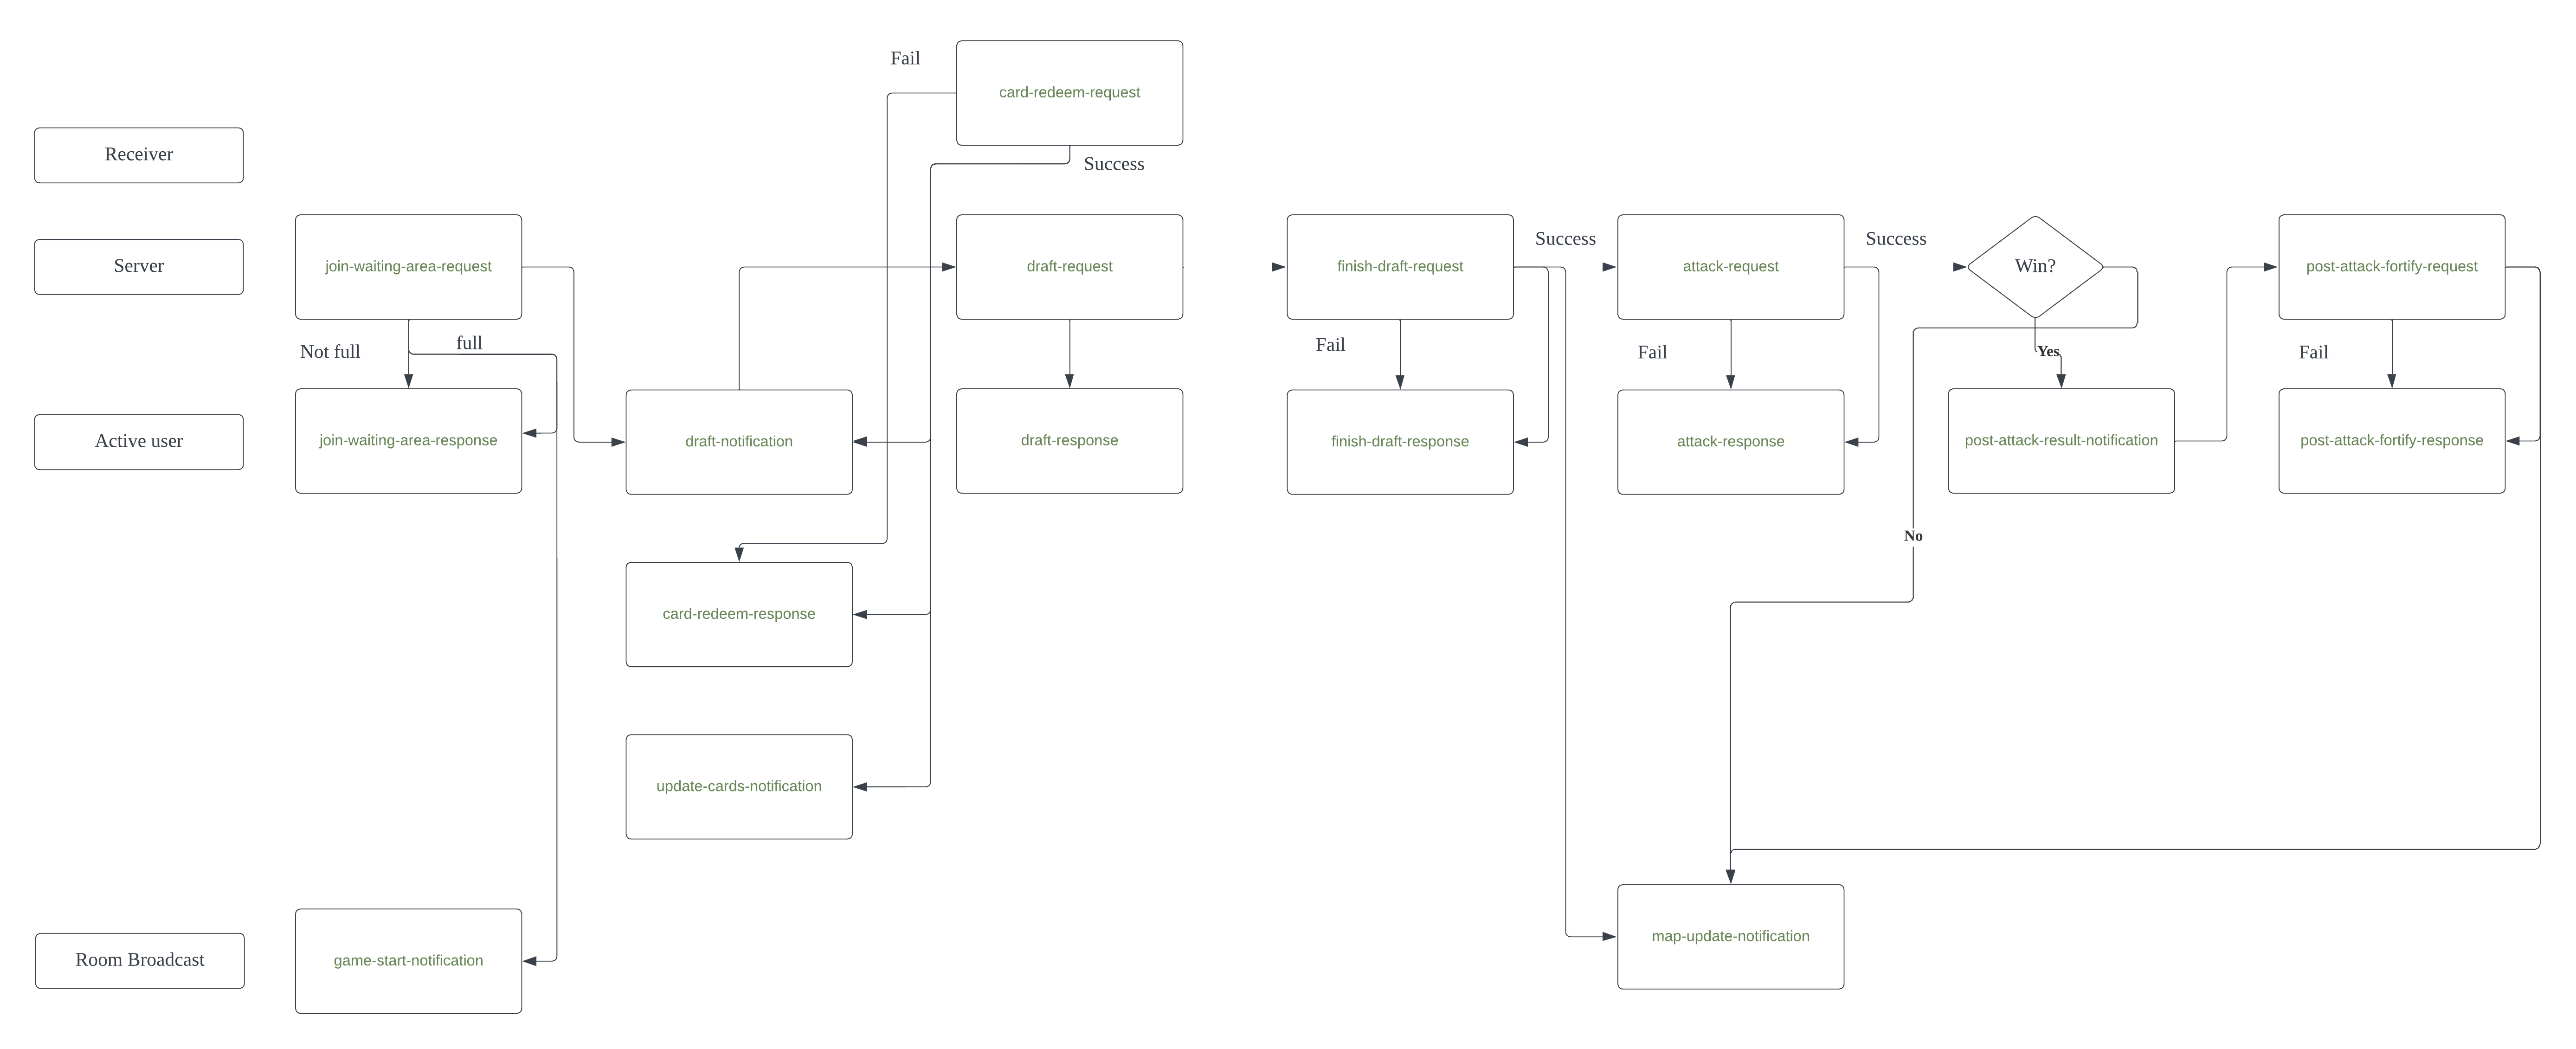 Fail
card-redeem-request
Receiver
Success
join-waiting-area-request
Server
draft-request
finish-draft-request
Success
attack-request
Success
Win?
post-attack-fortify-request
Not full
full
Fail
Fail
Yes
Fail
Active user
join-waiting-area-response
draft-notification
draft-response
finish-draft-response
attack-response
post-attack-result-notification
post-attack-fortify-response
No
card-redeem-response
update-cards-notification
Room Broadcast
game-start-notification
map-update-notification